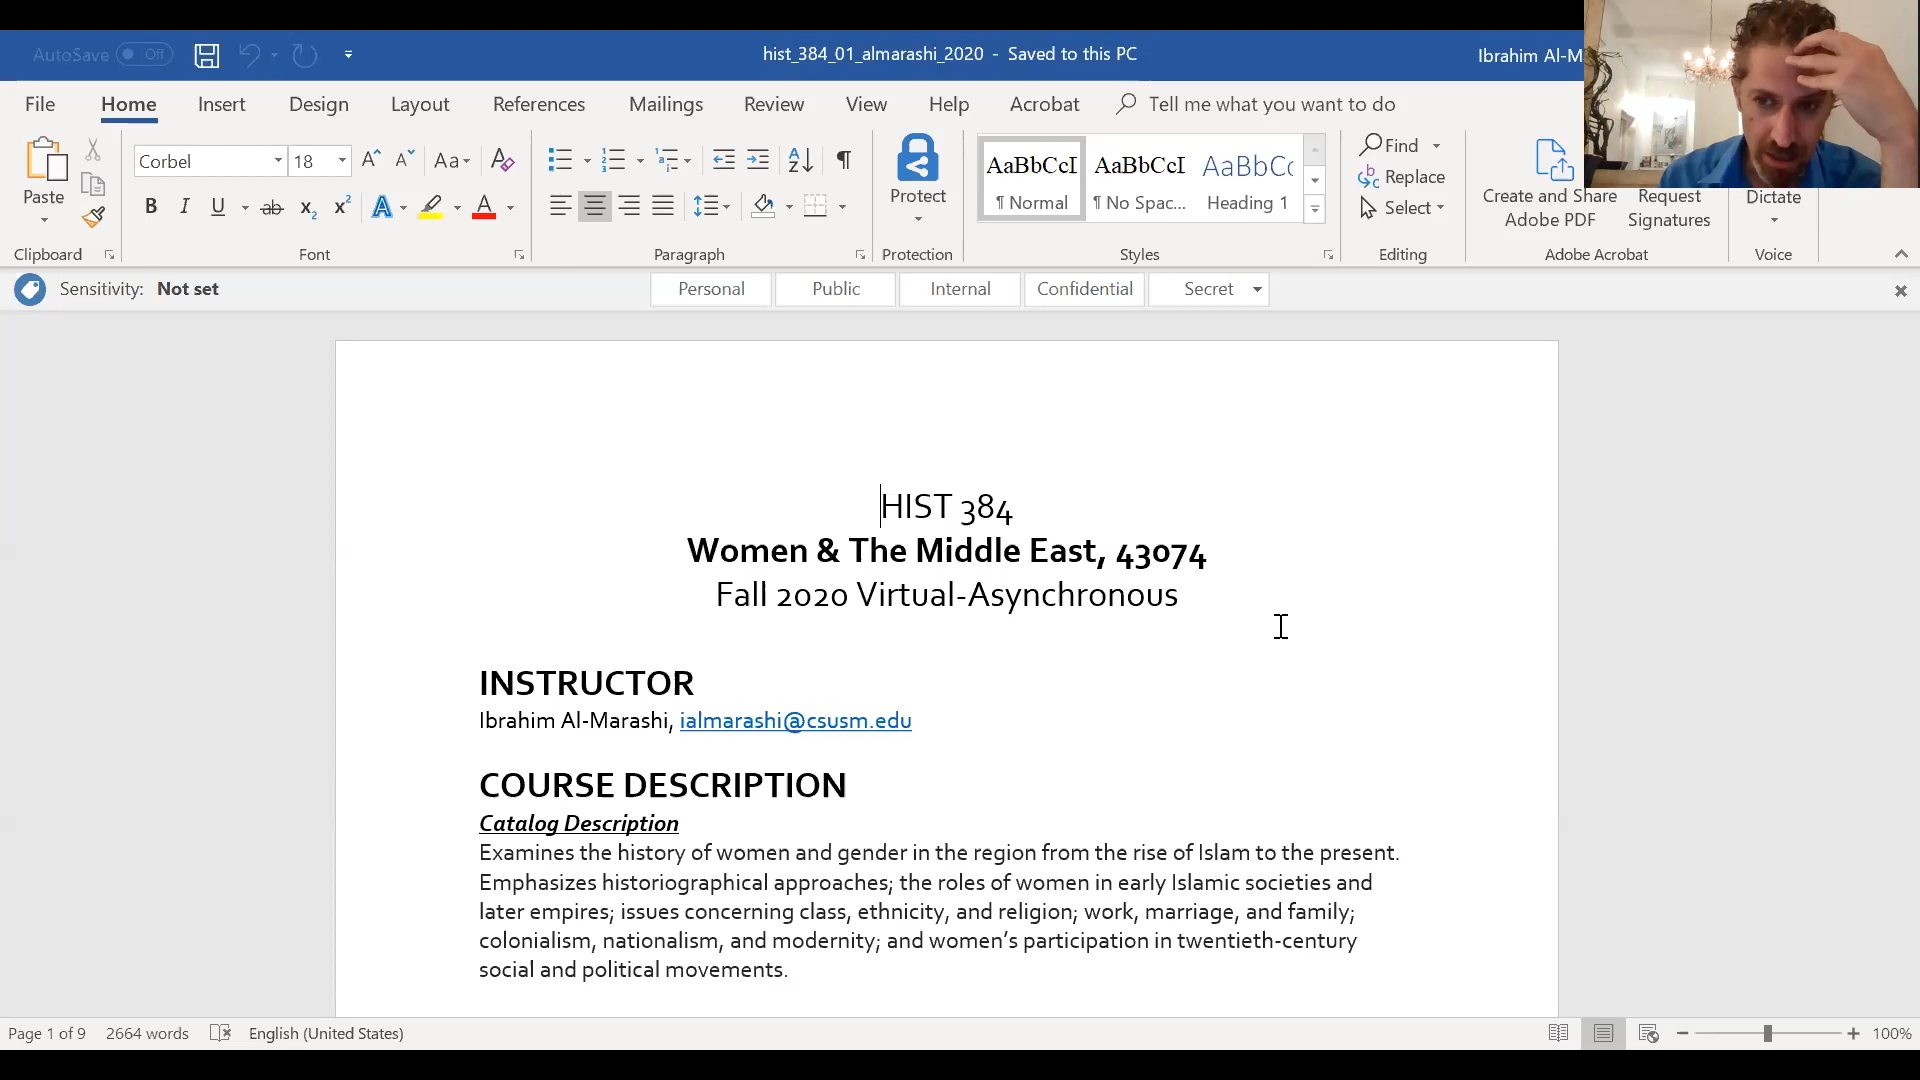 AutoSave Off
hist_384_01_almarashi_2020 - Saved to this PC
Ibrahim Al-M
File Home Insert Design Layout References Mailings Review View Help Acrobat Tell me what you want to do
Paste
Clipboard
Corbel 18
Aa
B I U ab x2 x2 A A
Font
Paragraph
Protect
Protection
AaBbCcI AaBbCcI AaBbCc
¶ Normal ¶ No Spac... Heading 1
Styles
Find
Replace
Select
Editing
Create and Share
Adobe PDF
Request
Signatures
Adobe Acrobat
Dictate
Voice
Sensitivity: Not set
Personal Public Internal Confidential Secret
HIST 384
Women & The Middle East, 43074
Fall 2020 Virtual-Asynchronous
INSTRUCTOR
Ibrahim Al-Marashi, ialmarashi@csusm.edu
COURSE DESCRIPTION
Catalog Description
Examines the history of women and gender in the region from the rise of Islam to the present.
Emphasizes historiographical approaches; the roles of women in early Islamic societies and
later empires; issues concerning class, ethnicity, and religion; work, marriage, and family;
colonialism, nationalism, and modernity; and women’s participation in twentieth-century
social and political movements.
Page 1 of 9 2664 words English (United States) 100%